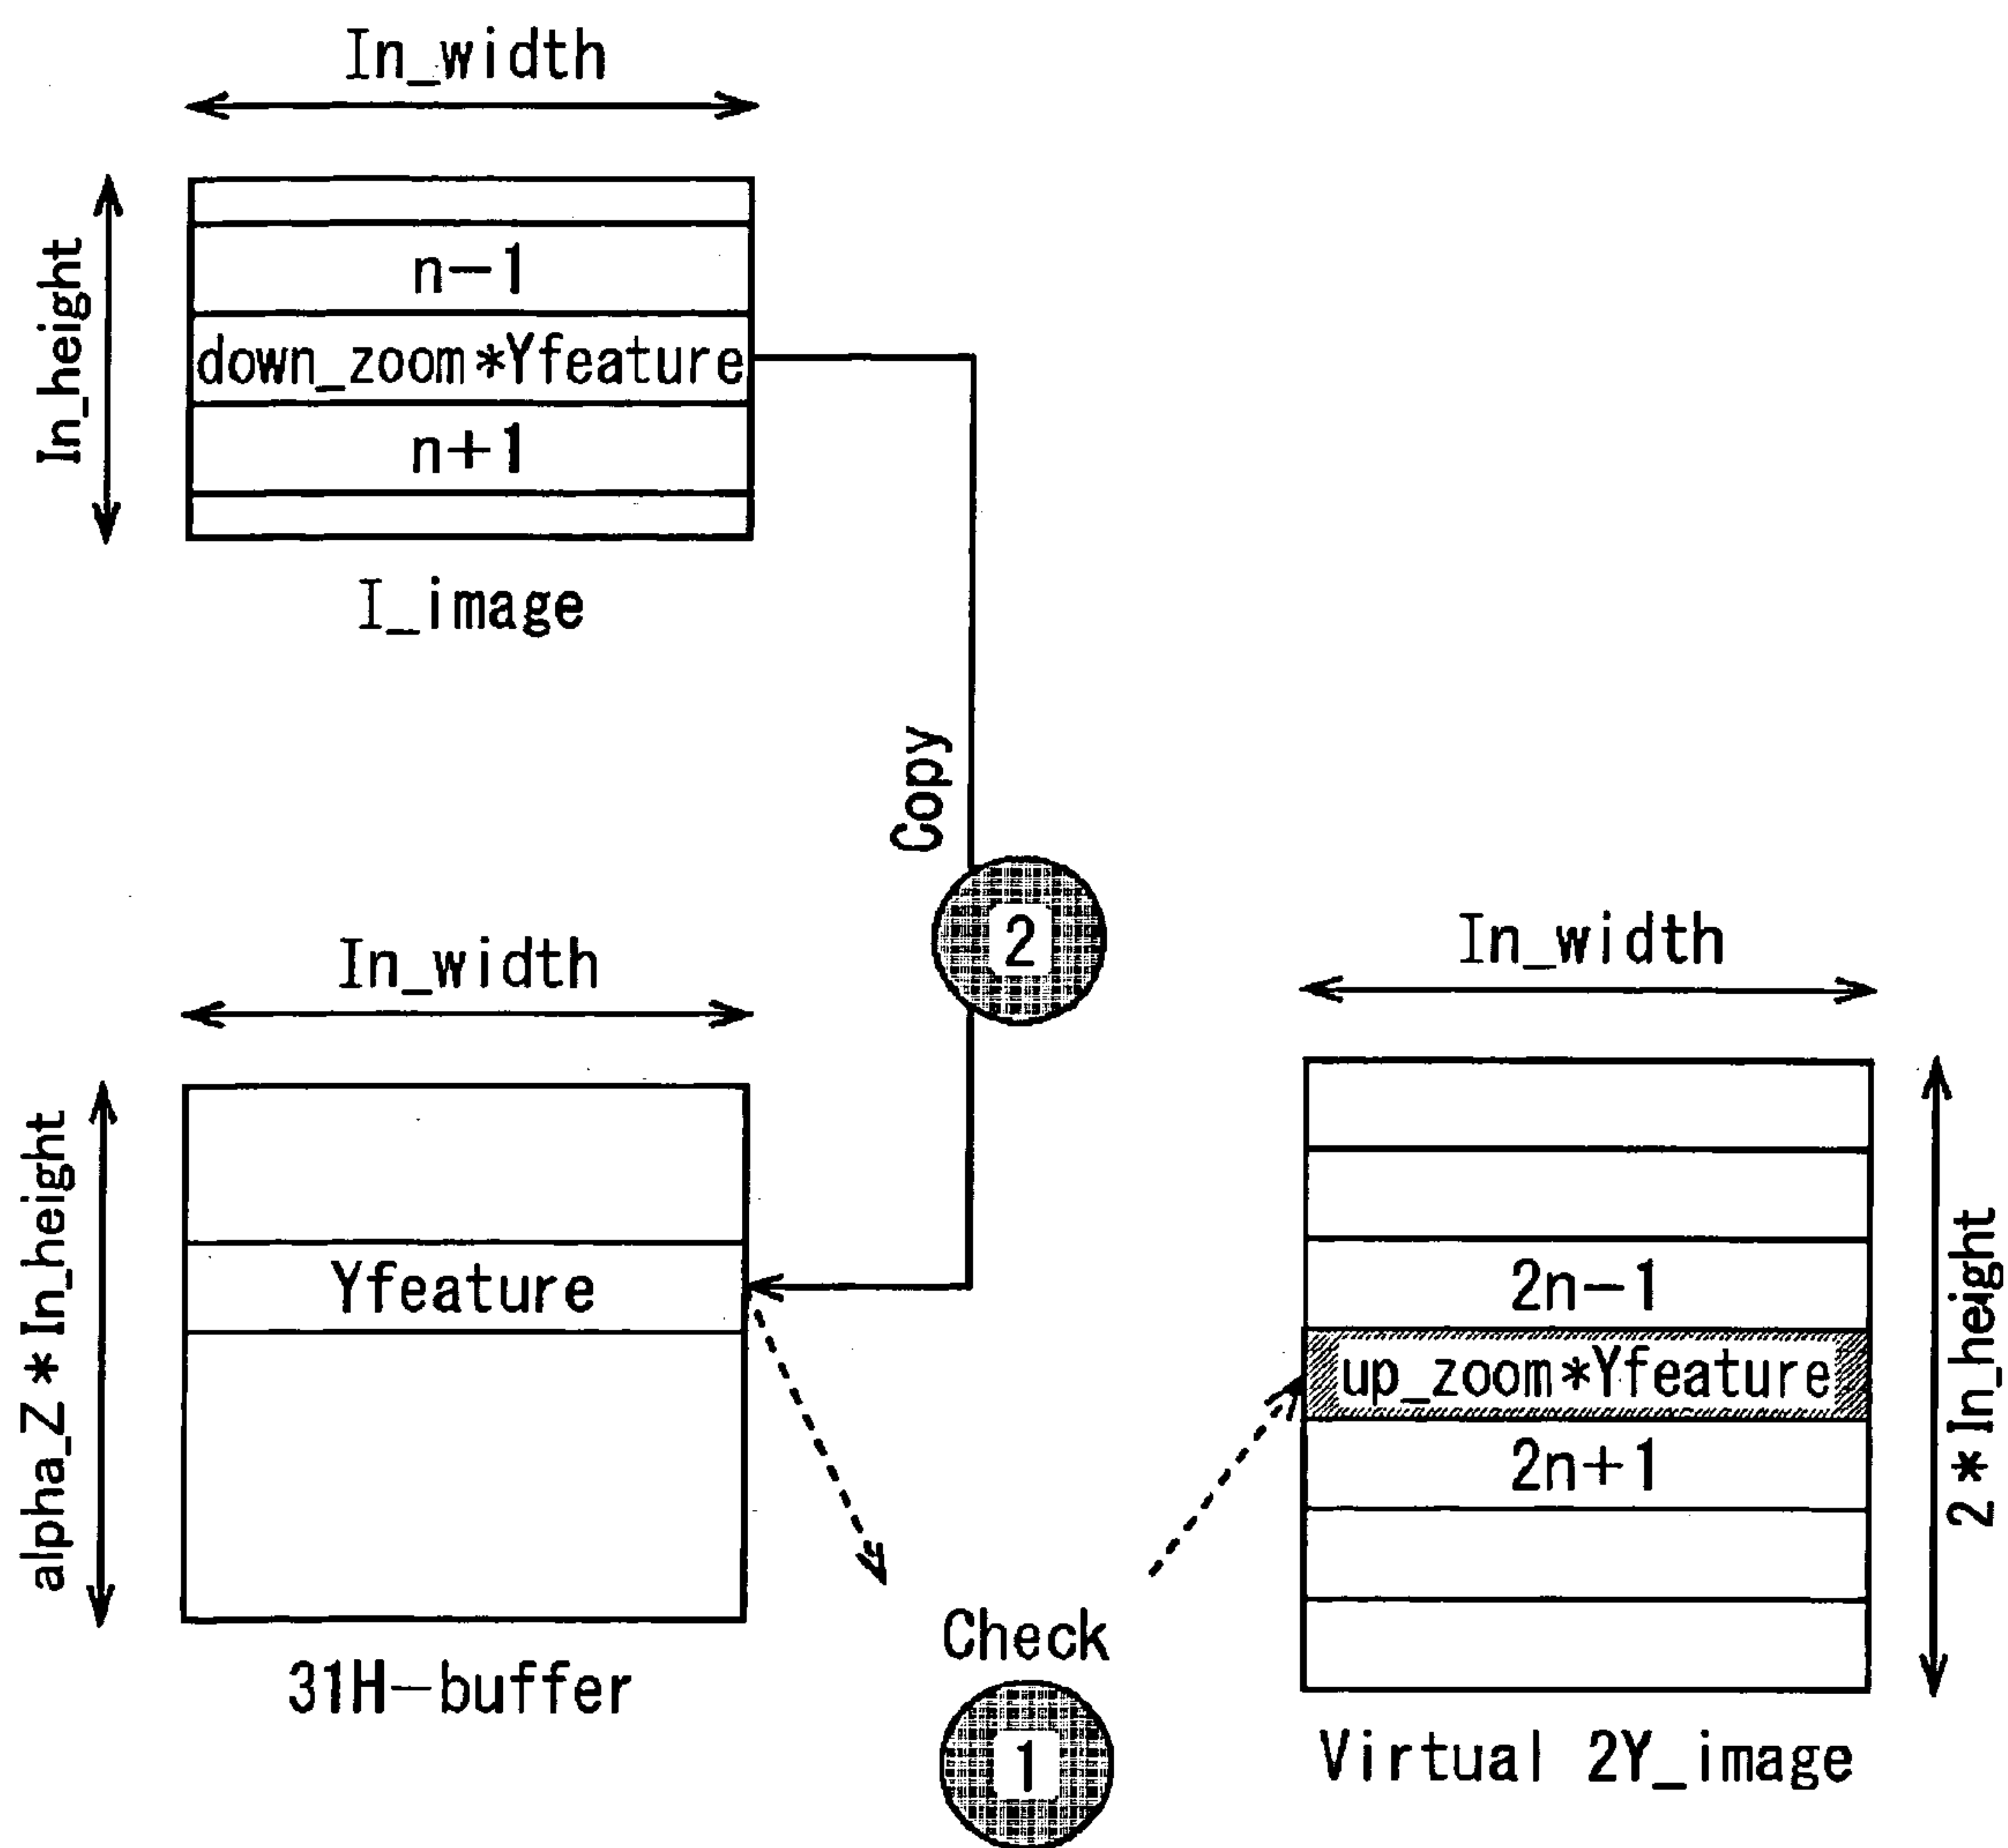 In_width
In_height
n-1
down_zoom*Yfeature
n+1
I_image
Copy
2
In_width
alpha_Z*In_height
Yfeature
31H-buffer
Check
1
In_width
2*In_height
2n-1
up_zoom*Yfeature
2n+1
Virtual 2Y_image